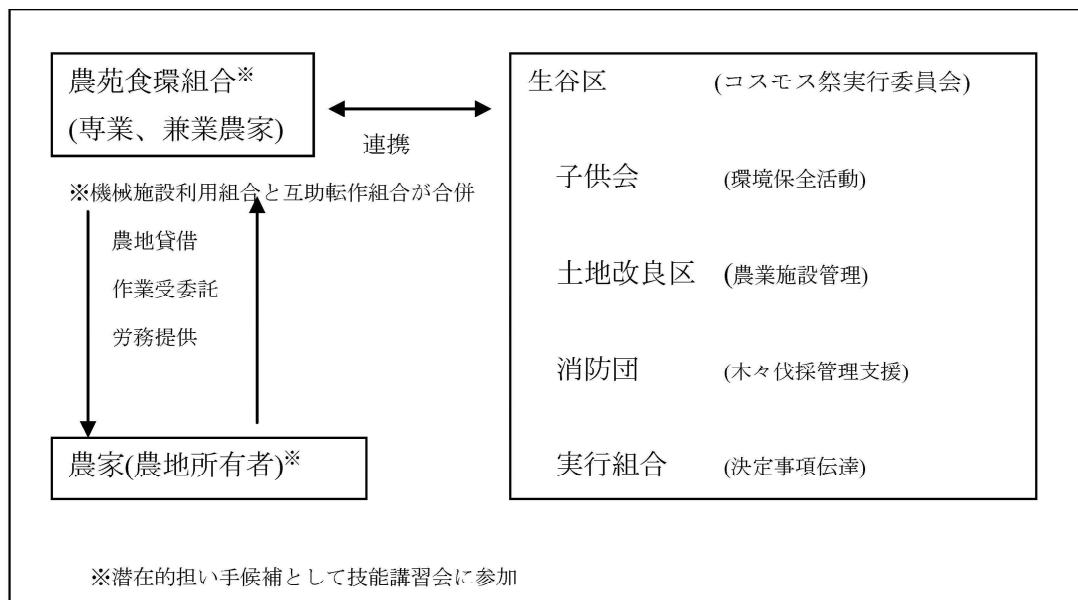 農苑食環組合※
(専業、兼業農家)
連携
※機械施設利用組合と互助転作組合が合併
農地貸借
作業受委託
労務提供
農家(農地所有者)※
※潜在的担い手候補として技能講習会に参加
生谷区 (コスモス祭実行委員会)
子供会 (環境保全活動)
土地改良区 (農業施設管理)
消防団 (木々伐採管理支援)
実行組合 (決定事項伝達)